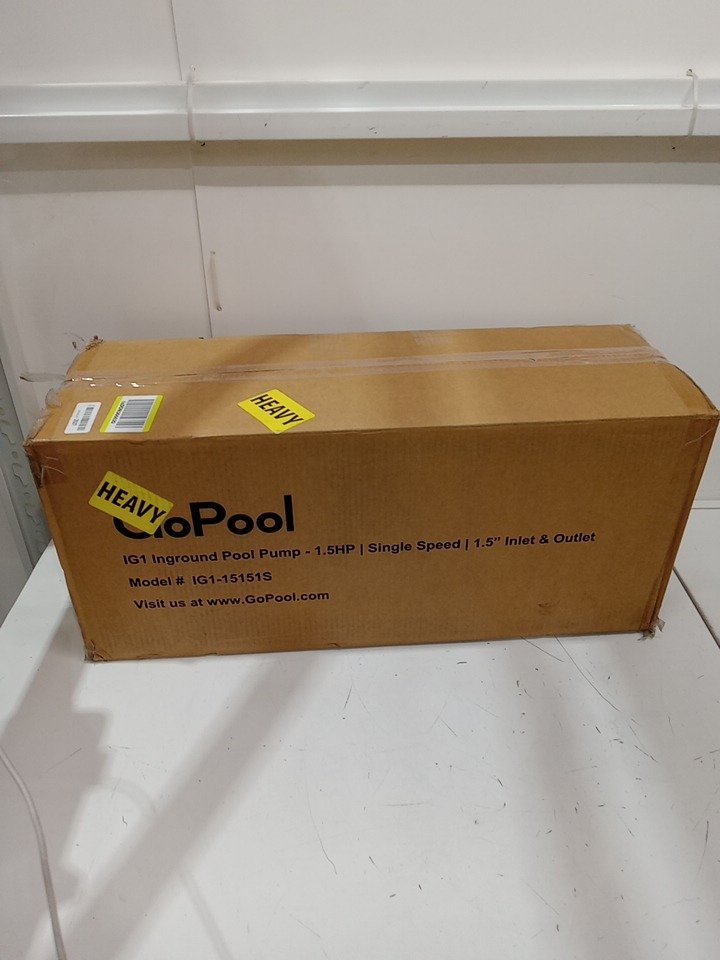 HEAVY
HEAVY
GoPool
IG1 Inground Pool Pump - 1.5HP | Single Speed | 1.5” Inlet & Outlet
Model # IG1-15151S
Visit us at www.GoPool.com